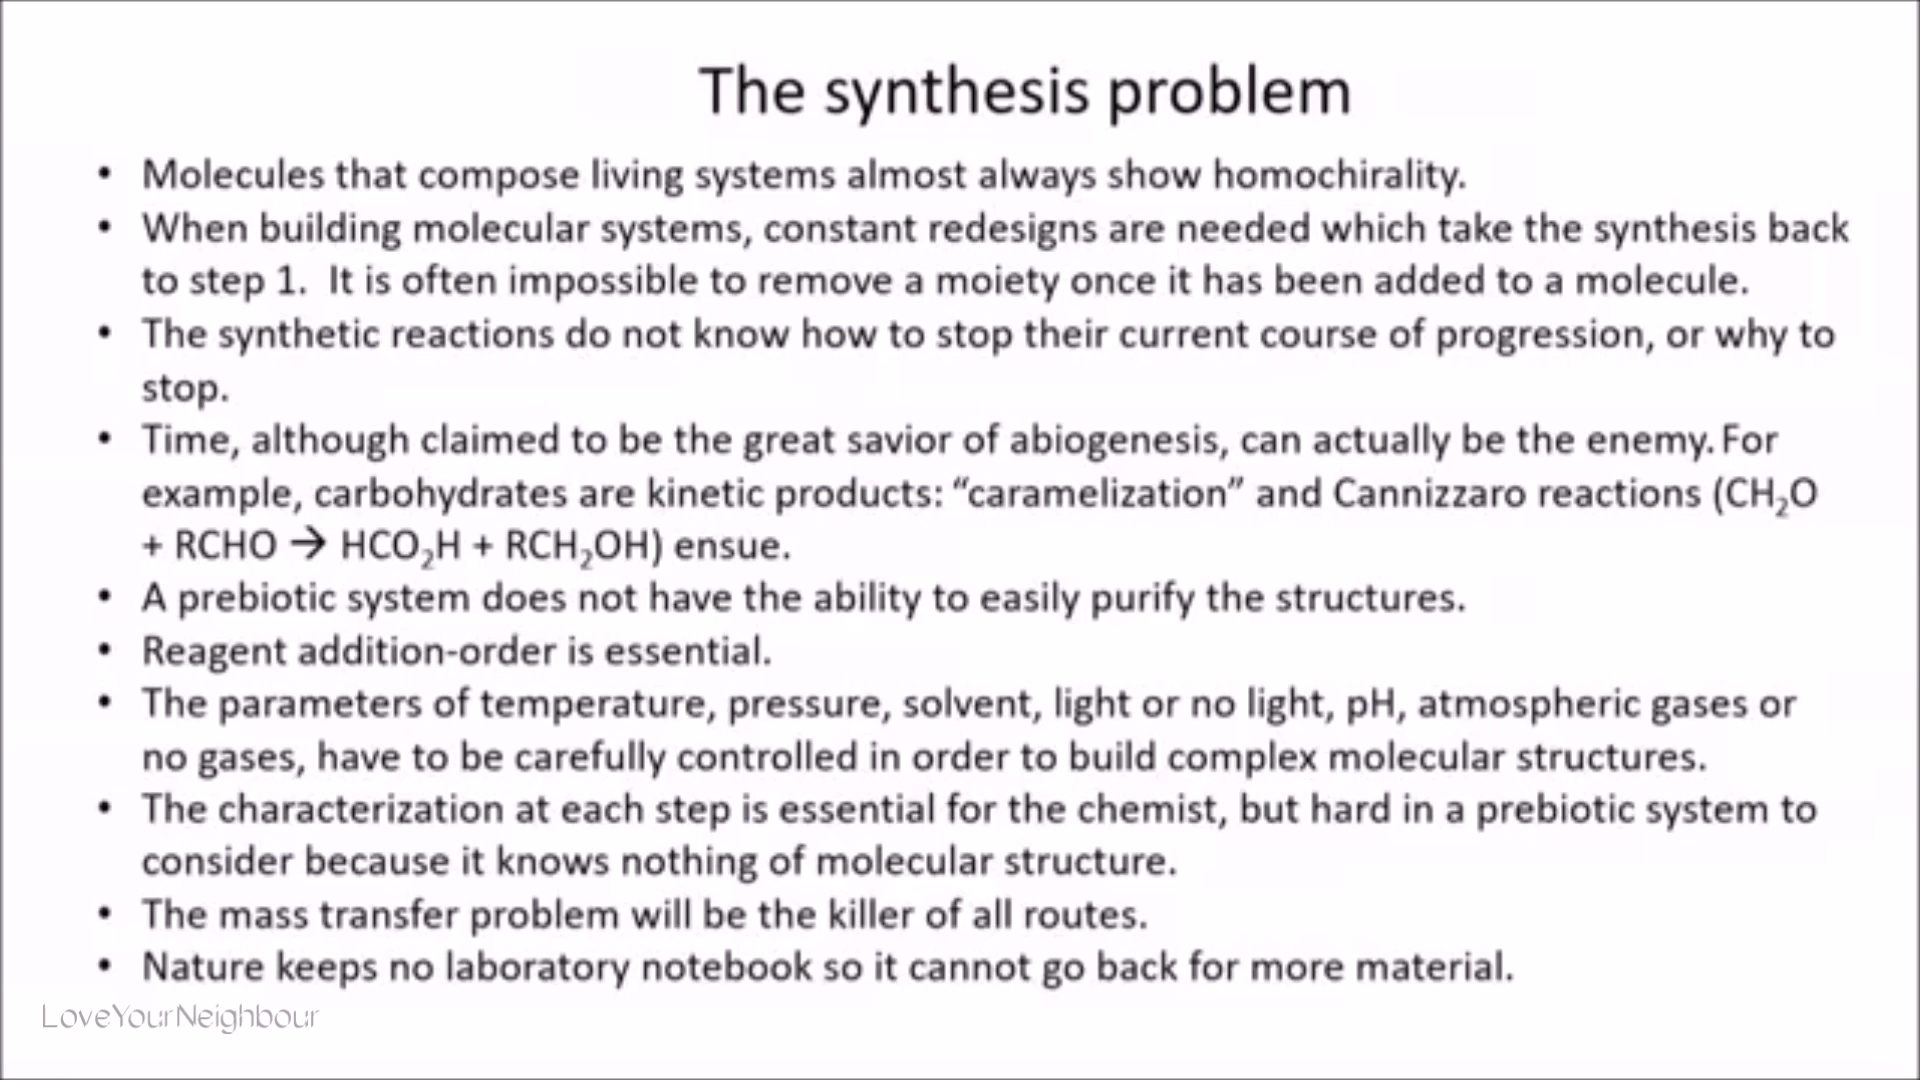 The synthesis problem
• Molecules that compose living systems almost always show homochirality.
• When building molecular systems, constant redesigns are needed which take the synthesis back
to step 1.  It is often impossible to remove a moiety once it has been added to a molecule.
• The synthetic reactions do not know how to stop their current course of progression, or why to
stop.
• Time, although claimed to be the great savior of abiogenesis, can actually be the enemy. For
example, carbohydrates are kinetic products: “caramelization” and Cannizzaro reactions (CH₂O
+ RCHO → HCO₂H + RCH₂OH) ensue.
• A prebiotic system does not have the ability to easily purify the structures.
• Reagent addition-order is essential.
• The parameters of temperature, pressure, solvent, light or no light, pH, atmospheric gases or
no gases, have to be carefully controlled in order to build complex molecular structures.
• The characterization at each step is essential for the chemist, but hard in a prebiotic system to
consider because it knows nothing of molecular structure.
• The mass transfer problem will be the killer of all routes.
• Nature keeps no laboratory notebook so it cannot go back for more material.
LoveYourNeighbour